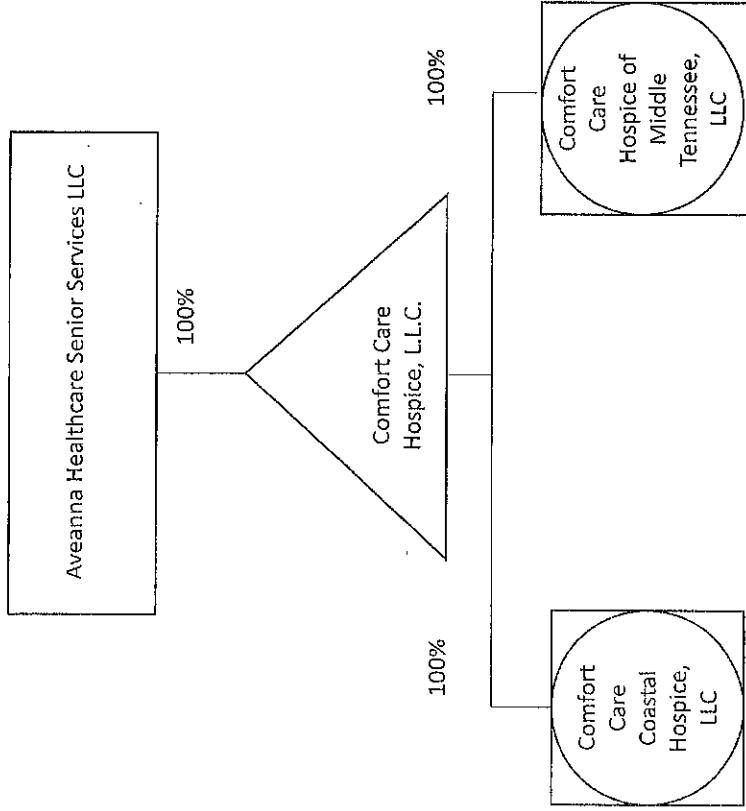 Aveanna Healthcare Senior Services LLC
100%
Comfort Care
Hospice, L.L.C.
100%
100%
Comfort
Care
Coastal
Hospice,
LLC
Comfort
Care
Hospice of
Middle
Tennessee,
LLC